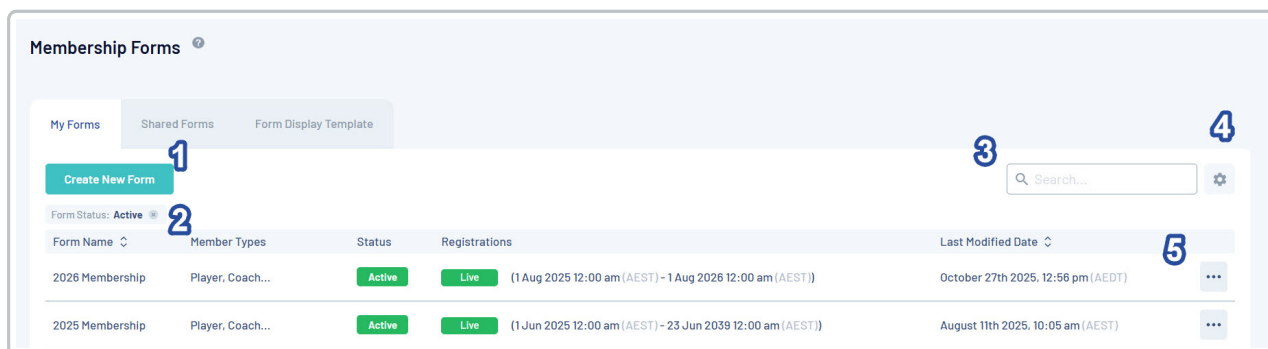 Membership Forms ?
My Forms Shared Forms Form Display Template
4
1
3
Create New Form
Search...
Form Status: Active
2
Form Name Member Types Status Registrations Last Modified Date
5
2026 Membership Player, Coach... Active Live (1 Aug 2025 12:00 am (AEST) - 1 Aug 2026 12:00 am (AEST)) October 27th 2025, 12:56 pm (AEDT)
2025 Membership Player, Coach... Active Live (1 Jun 2025 12:00 am (AEST) - 23 Jun 2039 12:00 am (AEST)) August 11th 2025, 10:05 am (AEST)